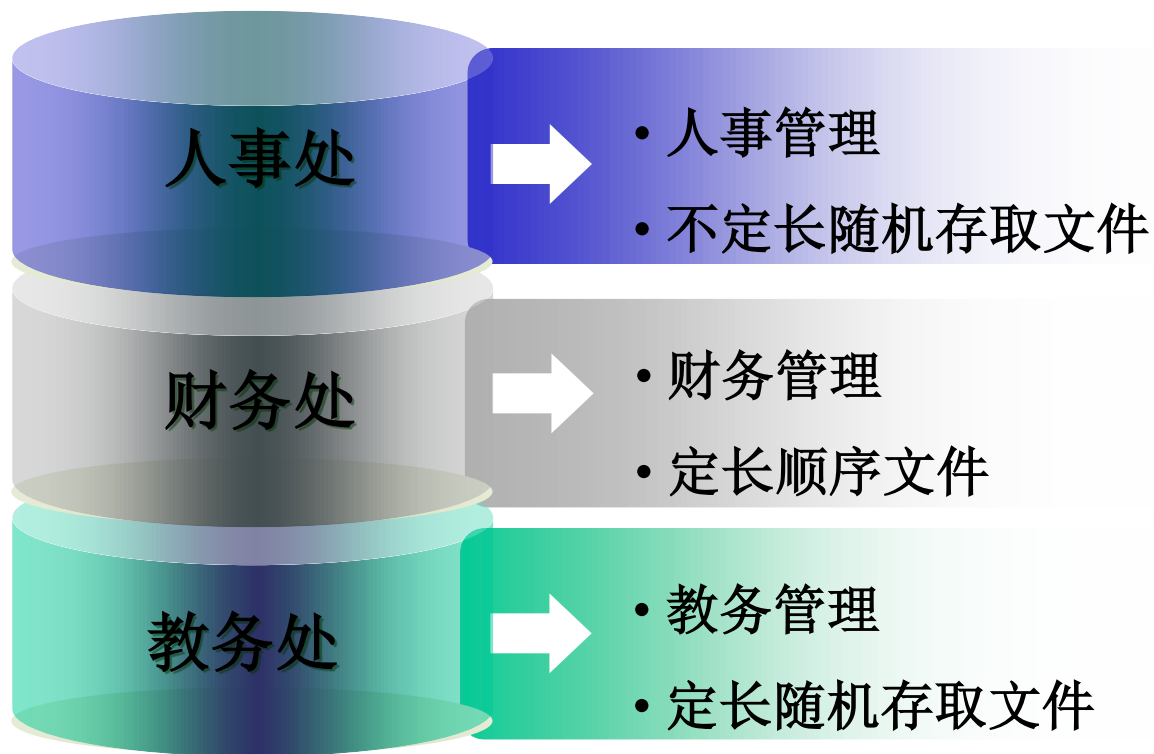 人事处
• 人事管理
• 不定长随机存取文件
财务处
• 财务管理
• 定长顺序文件
教务处
• 教务管理
• 定长随机存取文件